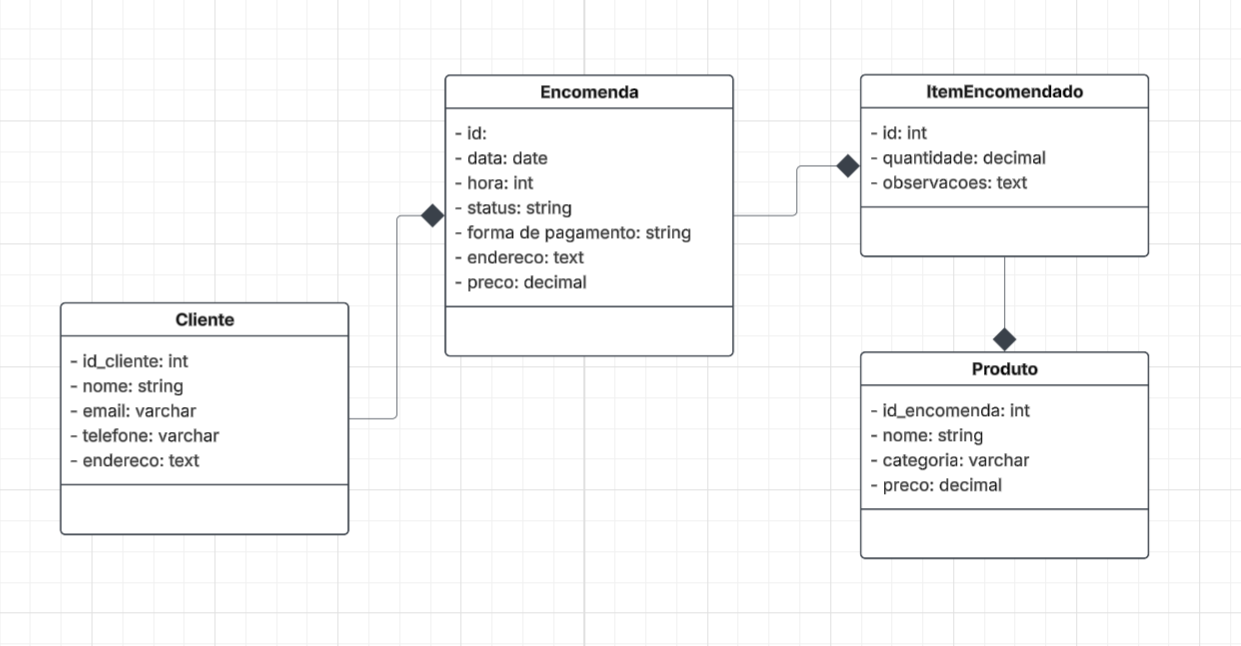 Encomenda
- id:
- data: date
- hora: int
- status: string
- forma de pagamento: string
- endereco: text
- preco: decimal
ItemEncomendado
- id: int
- quantidade: decimal
- observacoes: text
Cliente
- id_cliente: int
- nome: string
- email: varchar
- telefone: varchar
- endereco: text
Produto
- id_encomenda: int
- nome: string
- categoria: varchar
- preco: decimal